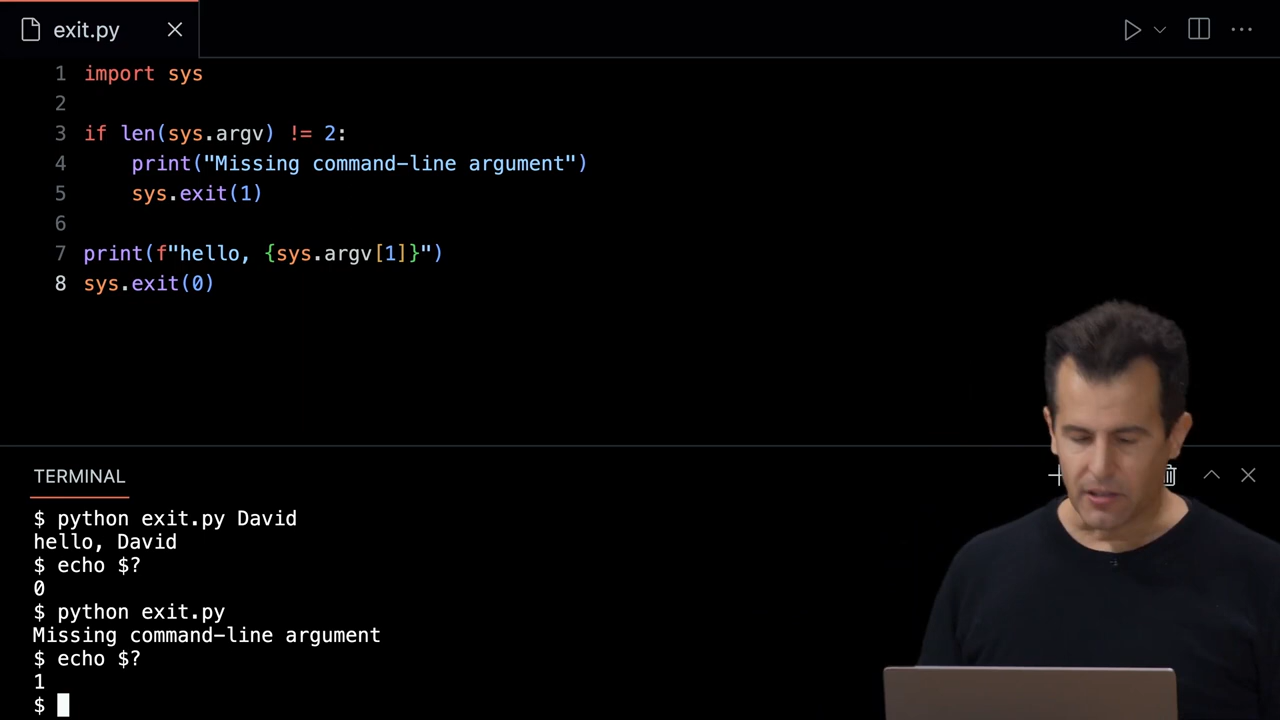 exit.py
1 import sys
2
3 if len(sys.argv) != 2:
4     print("Missing command-line argument")
5     sys.exit(1)
6
7 print(f"hello, {sys.argv[1]}")
8 sys.exit(0)
TERMINAL
$ python exit.py David
hello, David
$ echo $?
0
$ python exit.py
Missing command-line argument
$ echo $?
1
$